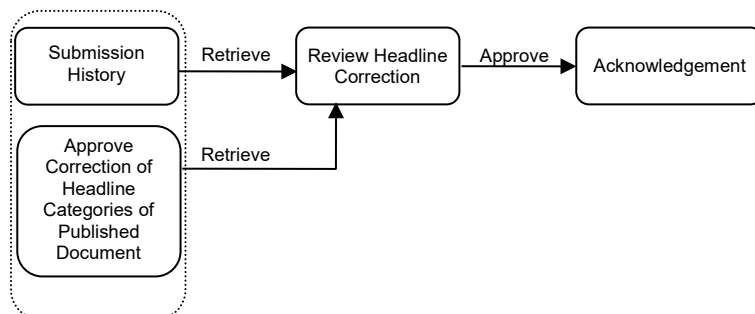 Submission
History
Retrieve
Review Headline
Correction
Approve
Acknowledgement
Approve
Correction of
Headline
Categories of
Published
Document
Retrieve